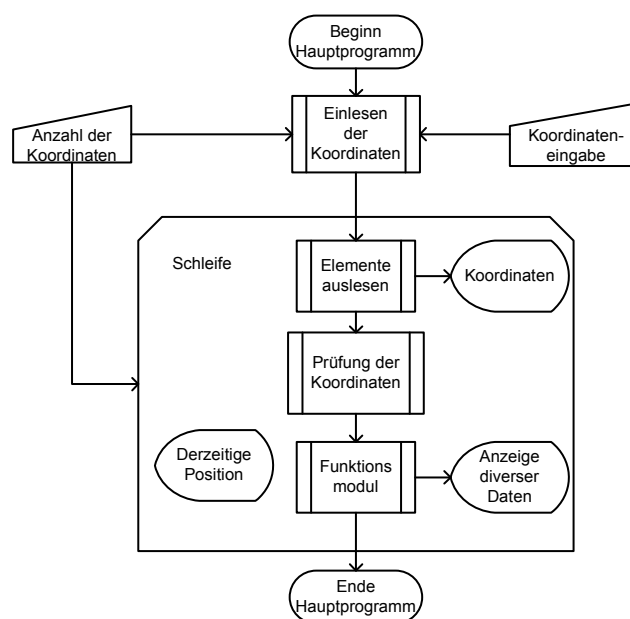 Beginn
Hauptprogramm
Anzahl der
Koordinaten
Einlesen
der
Koordinaten
Koordinaten-
eingabe
Schleife
Elemente
auslesen
Koordinaten
Prüfung der
Koordinaten
Derzeitige
Position
Funktions
modul
Anzeige
diverser
Daten
Ende
Hauptprogramm